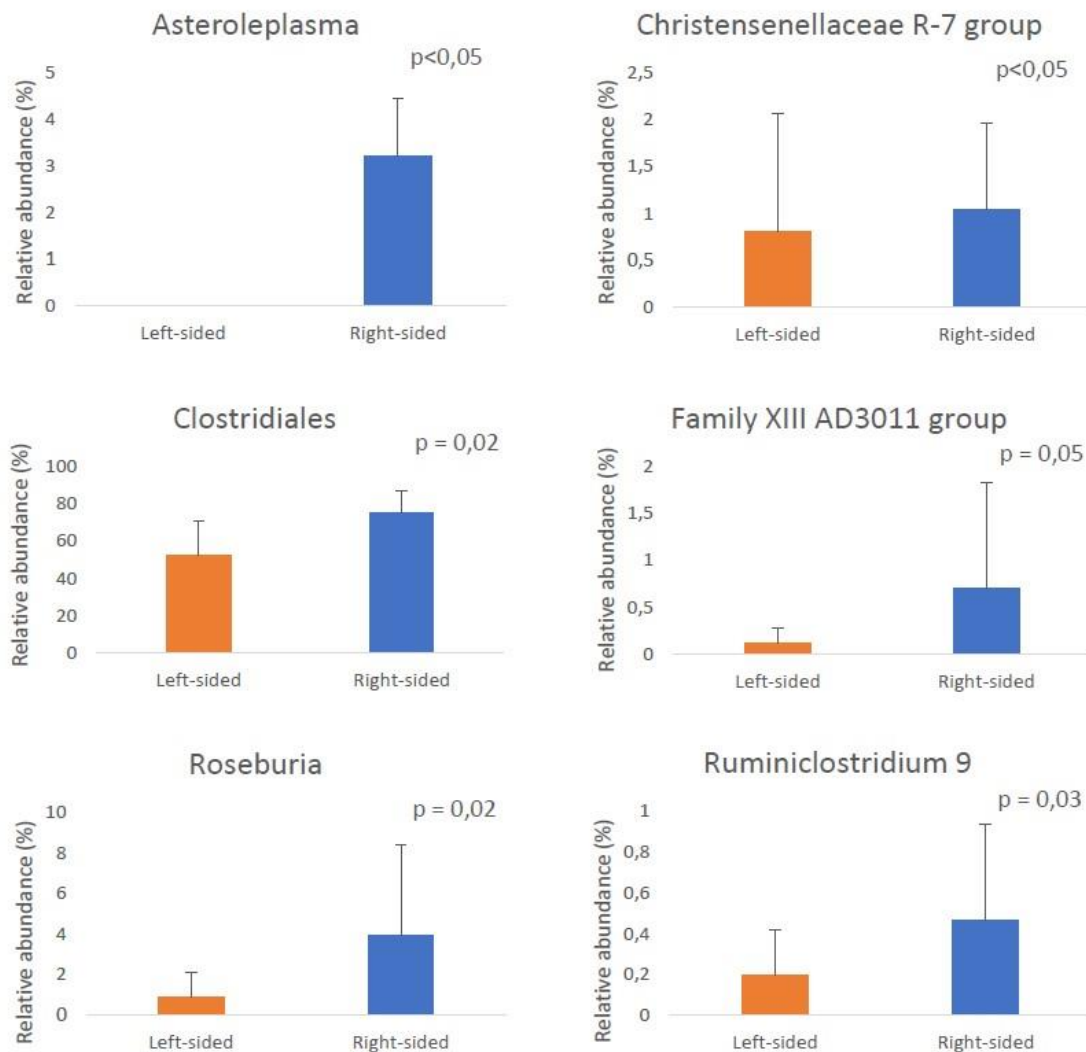 Asteroleplasma
p<0,05
Relative abundance (%)
5
4
3
2
1
0
Left-sided
Right-sided
Christensenellaceae R-7 group
p<0,05
Relative abundance (%)
2,5
2
1,5
1
0,5
0
Left-sided
Right-sided
Clostridiales
p = 0,02
Relative abundance (%)
100
80
60
40
20
0
Left-sided
Right-sided
Family XIII AD3011 group
p = 0,05
Relative abundance (%)
2
1,5
1
0,5
0
Left-sided
Right-sided
Roseburia
p = 0,02
Relative abundance (%)
10
8
6
4
2
0
Left-sided
Right-sided
Ruminiclostridium 9
p = 0,03
Relative abundance (%)
1
0,8
0,6
0,4
0,2
0
Left-sided
Right-sided